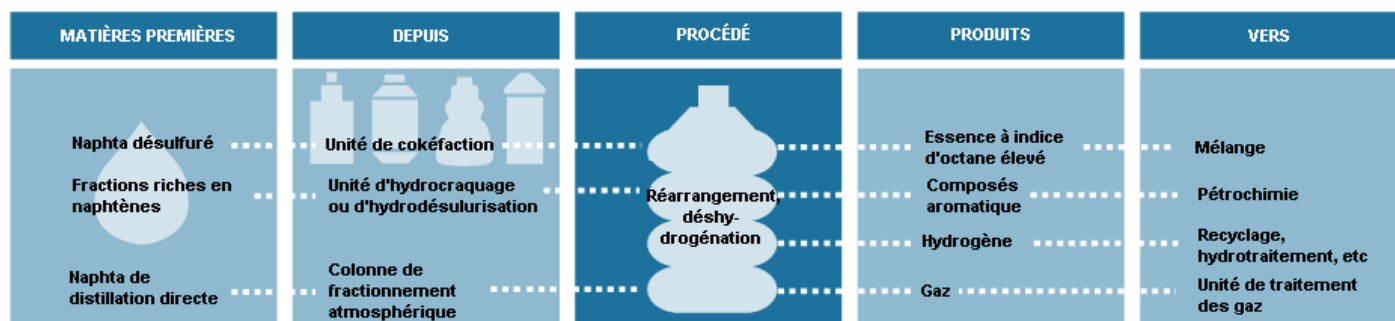 MATIÈRES PREMIÈRES
DEPUIS
PROCÉDÉ
PRODUITS
VERS
Naphta désulfuré
Fractions riches en
naphtènes
Naphta de
distillation directe
Unité de cokéfaction
Unité d'hydrocraquage
ou d'hydrodésulurisation
Colonne de
fractionnement
atmosphérique
Réarrangement,
déshy-
drogénation
Essence à indice
d'octane élevé
Composés
aromatique
Hydrogène
Gaz
Mélange
Pétrochimie
Recyclage,
hydrotraitement, etc
Unité de traitement
des gaz